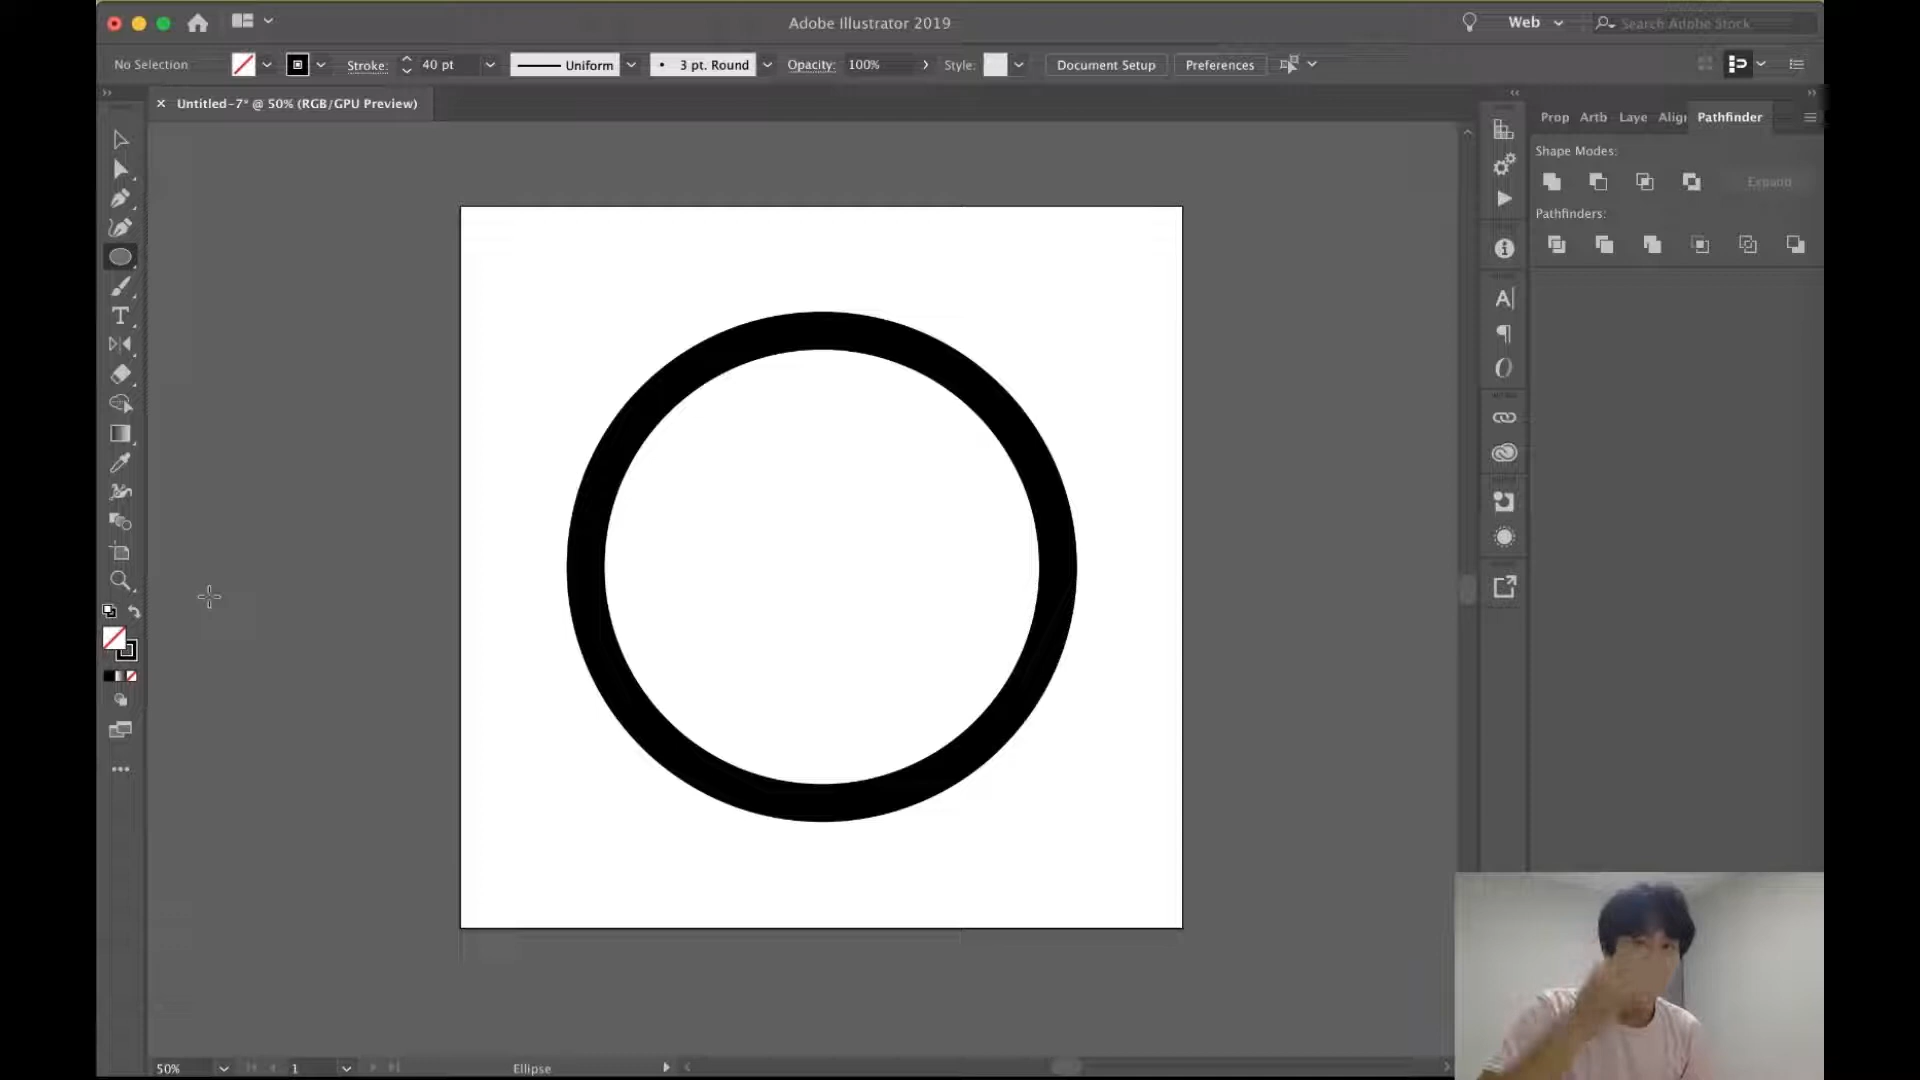 Adobe Illustrator 2019
Web
Search Adobe Stock
No Selection
Stroke:
40 pt
Uniform
3 pt. Round
Opacity:
100%
Style:
Document Setup
Preferences
Untitled-7* @ 50% (RGB/GPU Preview)
Prop
Artb
Laye
Aligr
Pathfinder
Shape Modes:
Expand
Pathfinders:
50%
1
Ellipse